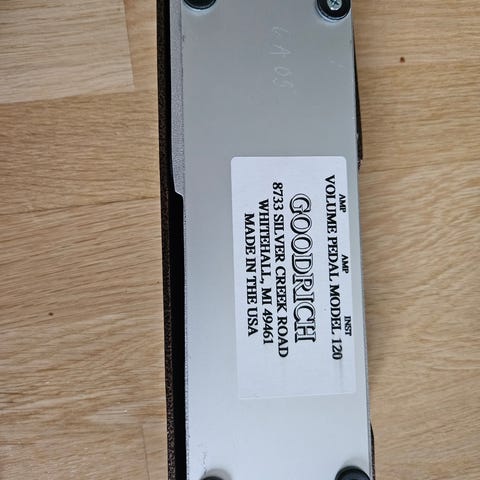 AMP AMP INST
VOLUME PEDAL MODEL 120
GOODRICH
8733 SILVER CREEK ROAD
WHITEHALL, MI 49461
MADE IN THE USA